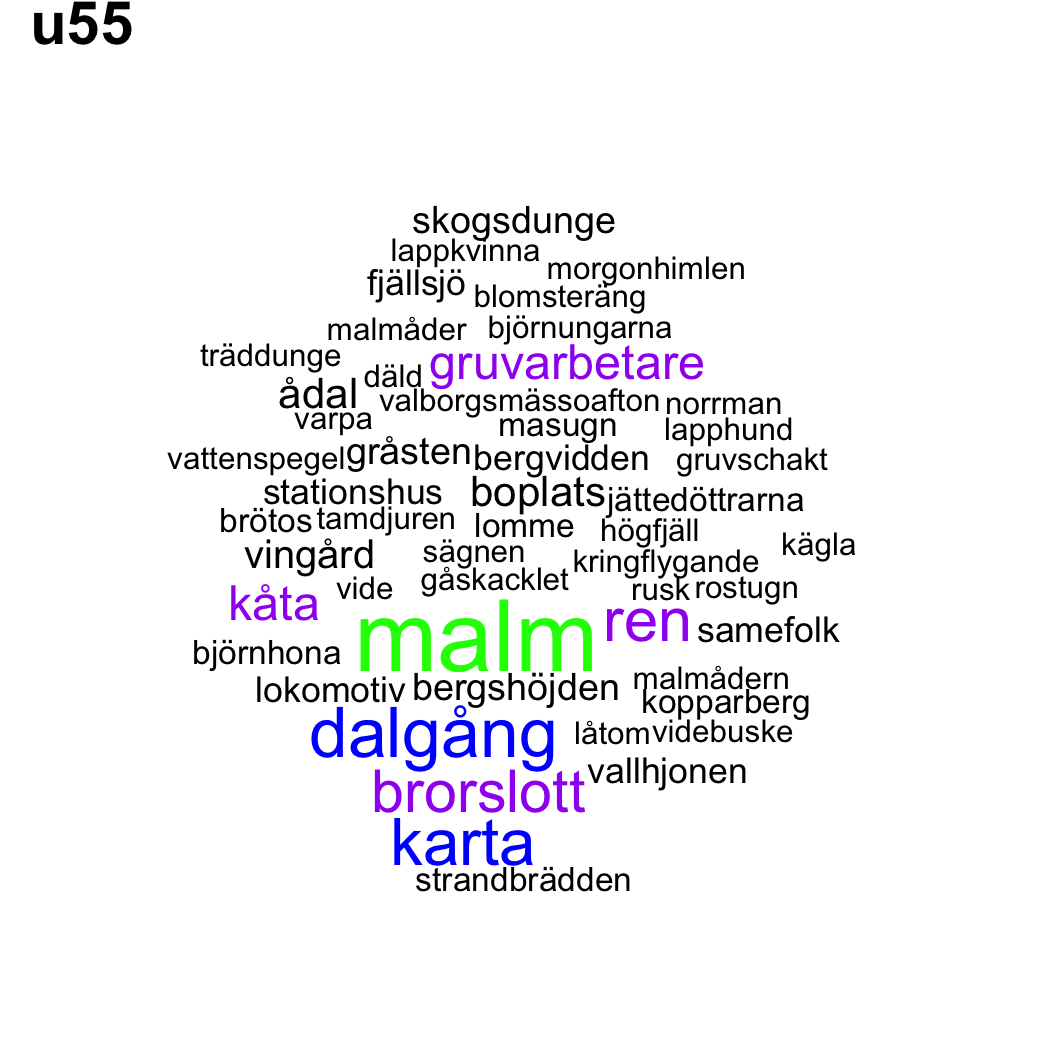 u55
skogsdunge
lappkvinna
morgonhimlen
fjällsjö
blomsteräng
malmåder
björnungarna
träddunge
gruvarbetare
däld
ådal
valborgsmässoafton
norrman
varpa
masugn
lapphund
vattenspegel
gråsten
bergvidden
gruvschakt
stationshus
boplats
jättedöttrarna
brötos
tamdjuren
lomme
högfjäll
kägla
vingård
sägnen
kringflygande
vide
gåskacklet
rusk
rostugn
kåta
malm
ren
samefolk
björnhona
lokomotiv
bergshöjden
malmådern
kopparberg
dalgång
låtom
videbuske
vallhjonen
brorslott
karta
strandbrädden